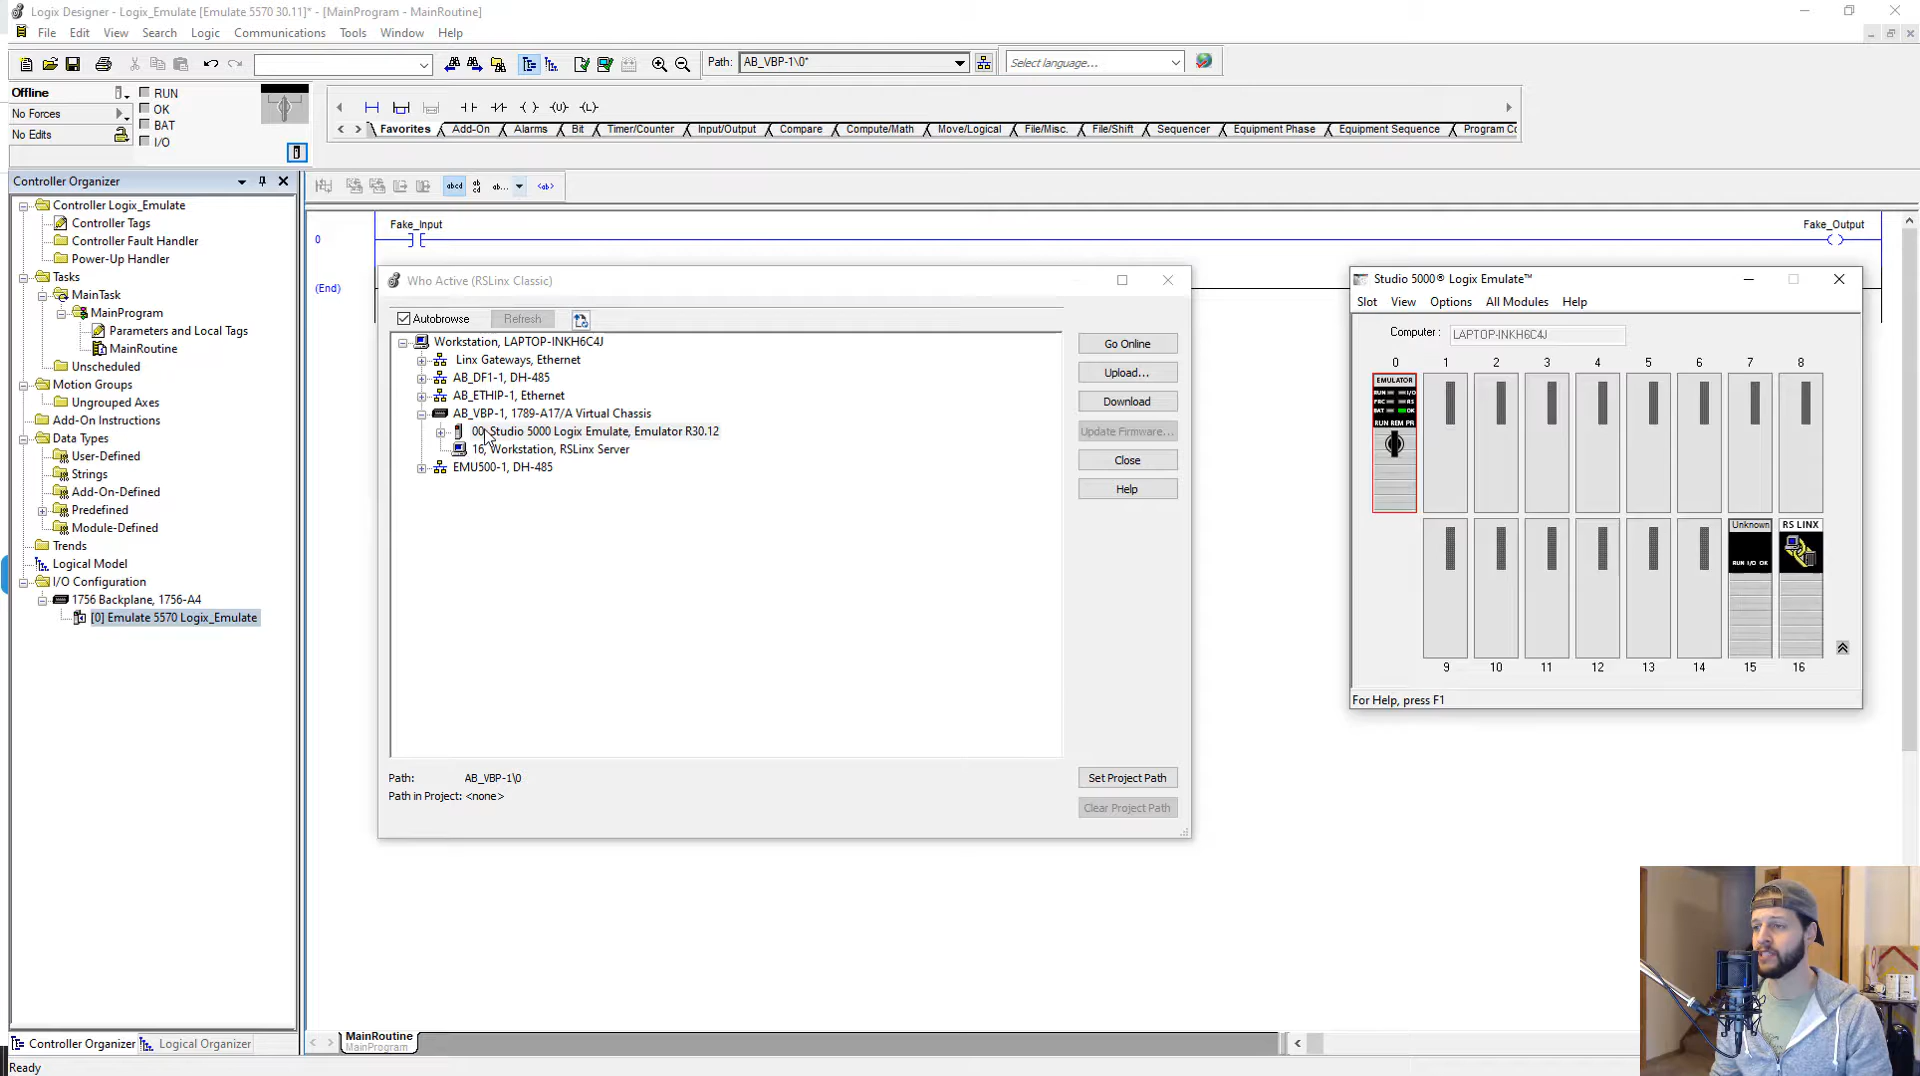 Logix Designer - Logix_Emulate [Emulate 5570 30.11]* - [MainProgram - MainRoutine]
File Edit View Search Logic Communications Tools Window Help
Path: AB_VBP-1\0* Select language...
Offline RUN
No Forces OK
No Edits BAT
I/O
Favorites Add-On Alarms Bit Timer/Counter Input/Output Compare Compute/Math Move/Logical File/Misc. File/Shift Sequencer Equipment Phase Equipment Sequence Program Cc
Controller Organizer
Controller Logix_Emulate
Controller Tags
Controller Fault Handler
Power-Up Handler
Tasks
MainTask
MainProgram
Parameters and Local Tags
MainRoutine
Unscheduled
Motion Groups
Ungrouped Axes
Add-On Instructions
Data Types
User-Defined
Strings
Add-On-Defined
Predefined
Module-Defined
Trends
Logical Model
I/O Configuration
1756 Backplane, 1756-A4
[0] Emulate 5570 Logix_Emulate
Controller Organizer Logical Organizer
Ready
Fake_Input Fake_Output
0
(End)
Who Active (RSLinx Classic)
Autobrowse Refresh
Workstation, LAPTOP-INKH6C4J
Linx Gateways, Ethernet
AB_DF1-1, DH-485
AB_ETHIP-1, Ethernet
AB_VBP-1, 1789-A17/A Virtual Chassis
00, Studio 5000 Logix Emulate, Emulator R30.12
16, Workstation, RSLinx Server
EMU500-1, DH-485
Go Online
Upload...
Download
Update Firmware...
Close
Help
Path: AB_VBP-1\0
Path in Project: <none>
Set Project Path
Clear Project Path
MainRoutine
MainProgram
Studio 5000® Logix Emulate™
Slot View Options All Modules Help
Computer : LAPTOP-INKH6C4J
0 1 2 3 4 5 6 7 8
EMULATOR
RUN I/O
PRC RS
BAT OK
RUN REM PR
Unknown
RUN I/O OK
RS LINX
9 10 11 12 13 14 15 16
For Help, press F1